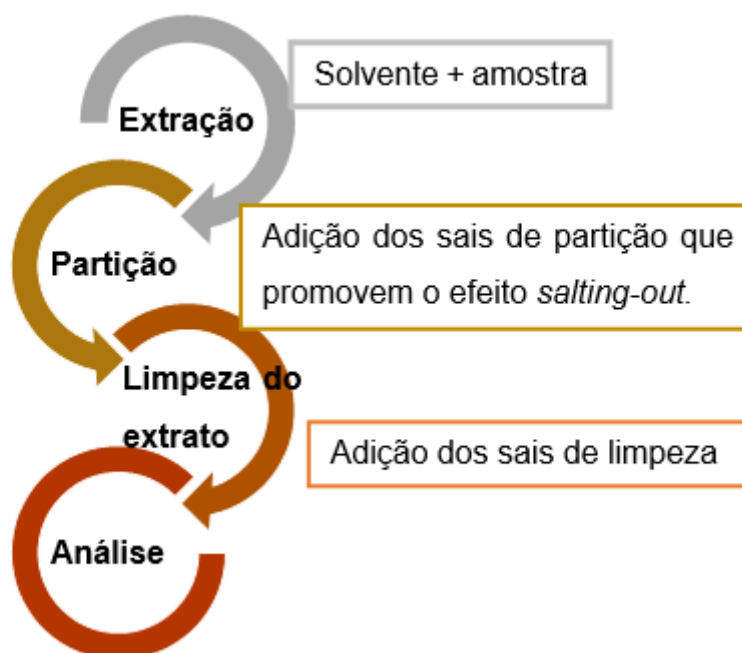 Solvente + amostra
Extração
Adição dos sais de partição que
promovem o efeito salting-out.
Partição
Limpeza do
extrato
Adição dos sais de limpeza
Análise